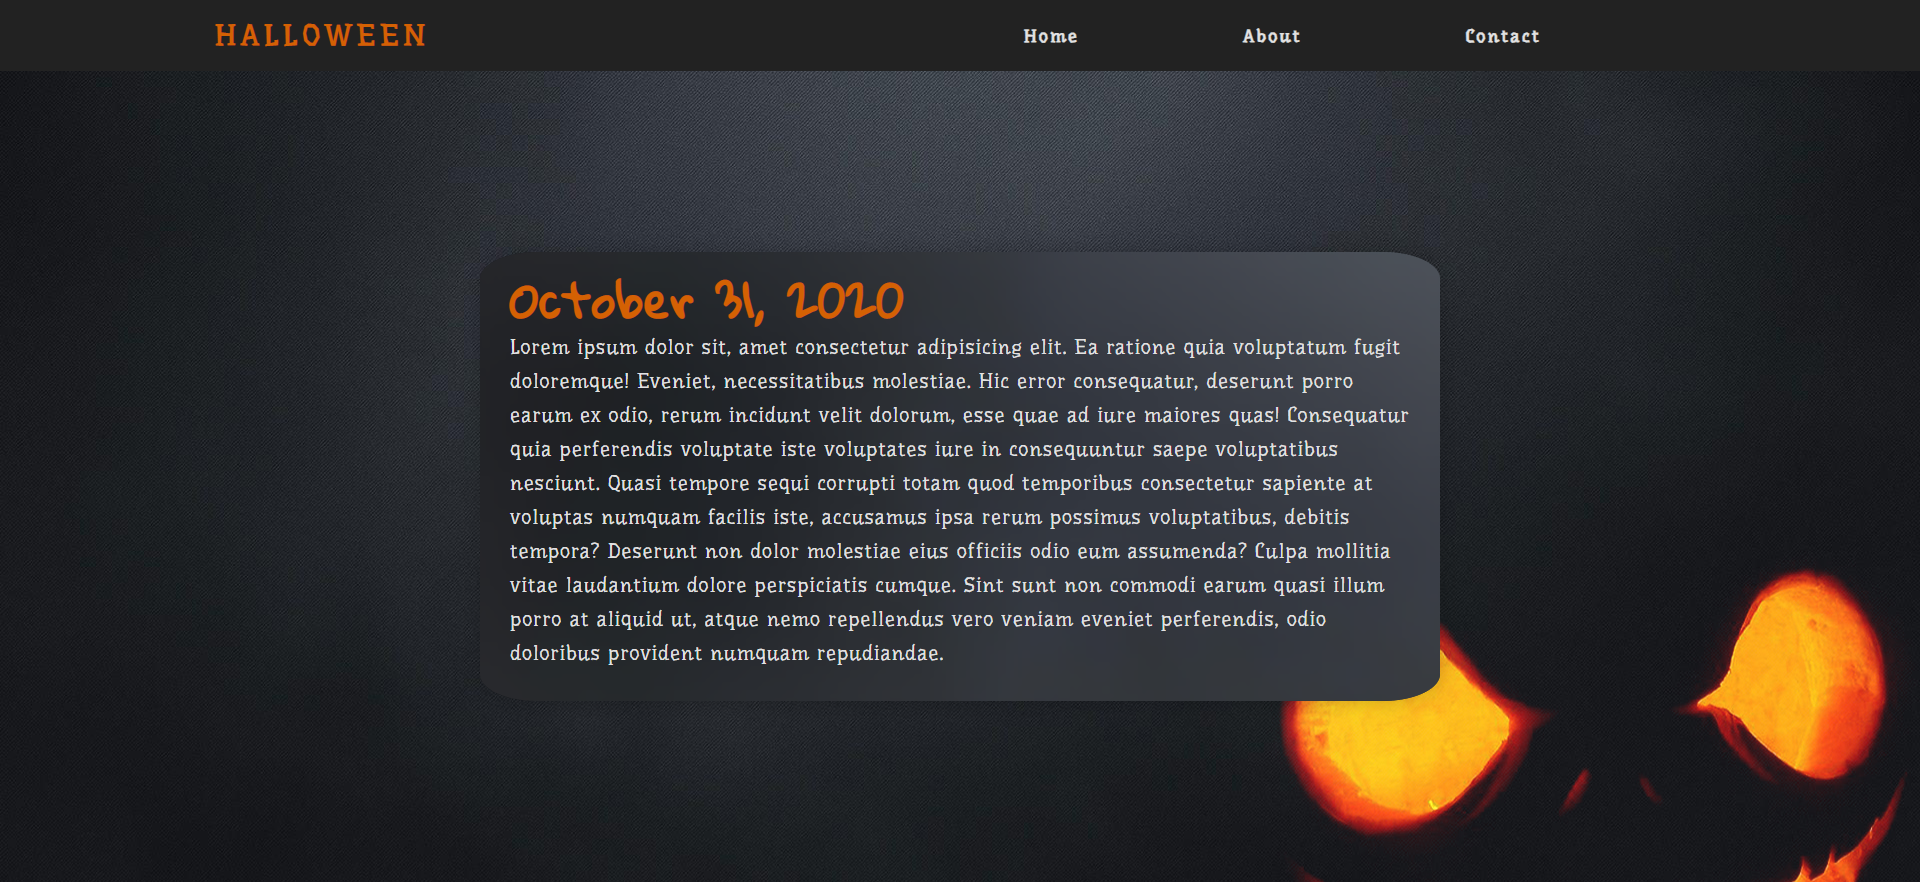 HALLOWEEN
Home
About
Contact
October 31, 2020
Lorem ipsum dolor sit, amet consectetur adipisicing elit. Ea ratione quia voluptatum fugit
doloremque! Eveniet, necessitatibus molestiae. Hic error consequatur, deserunt porro
earum ex odio, rerum incidunt velit dolorum, esse quae ad iure maiores quas! Consequatur
quia perferendis voluptate iste voluptates iure in consequuntur saepe voluptatibus
nesciunt. Quasi tempore sequi corrupti totam quod temporibus consectetur sapiente at
voluptas numquam facilis iste, accusamus ipsa rerum possimus voluptatibus, debitis
tempora? Deserunt non dolor molestiae eius officiis odio eum assumenda? Culpa mollitia
vitae laudantium dolore perspiciatis cumque. Sint sunt non commodi earum quasi illum
porro at aliquid ut, atque nemo repellendus vero veniam eveniet perferendis, odio
doloribus provident numquam repudiandae.